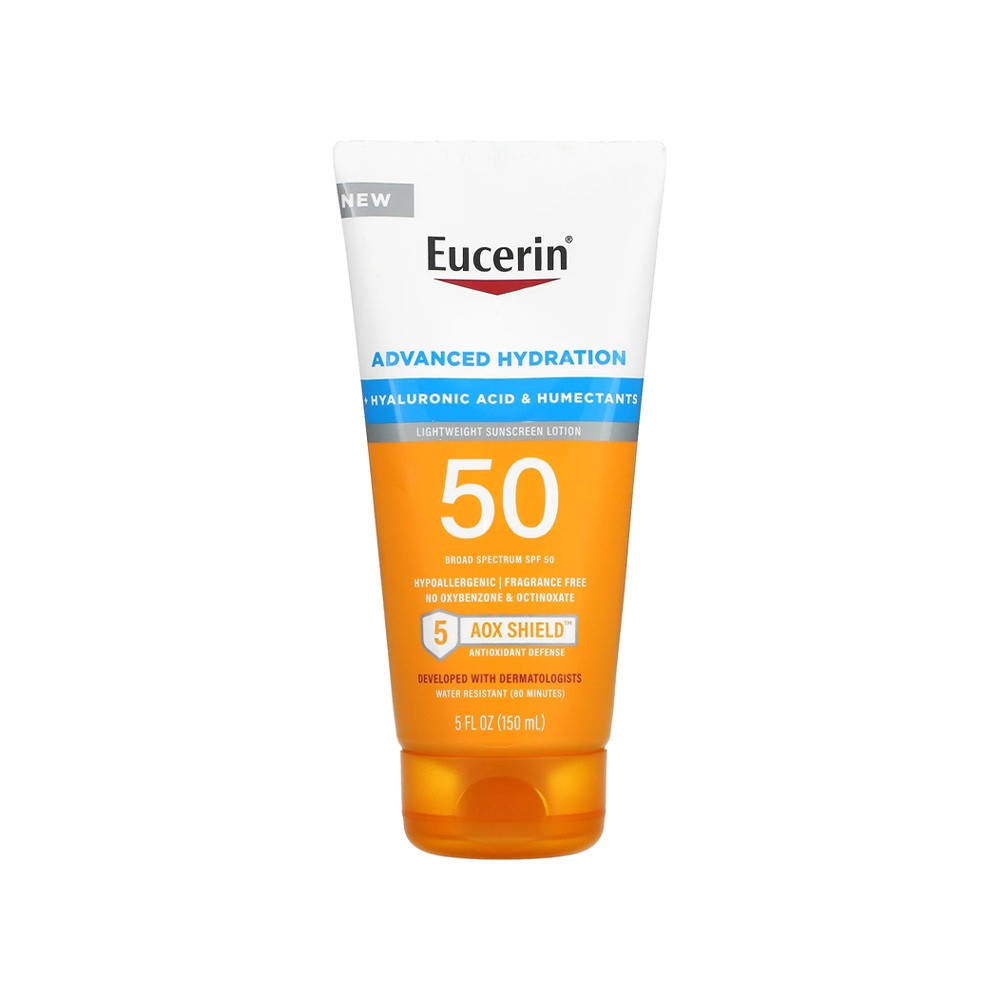 NEW
Eucerin®
ADVANCED HYDRATION
+ HYALURONIC ACID & HUMECTANTS
LIGHTWEIGHT SUNSCREEN LOTION
50
BROAD SPECTRUM SPF 50
HYPOALLERGENIC | FRAGRANCE FREE
NO OXYBENZONE & OCTINOXATE
5 AOX SHIELD™
ANTIOXIDANT DEFENSE
DEVELOPED WITH DERMATOLOGISTS
WATER RESISTANT (80 MINUTES)
5 FL OZ (150 mL)